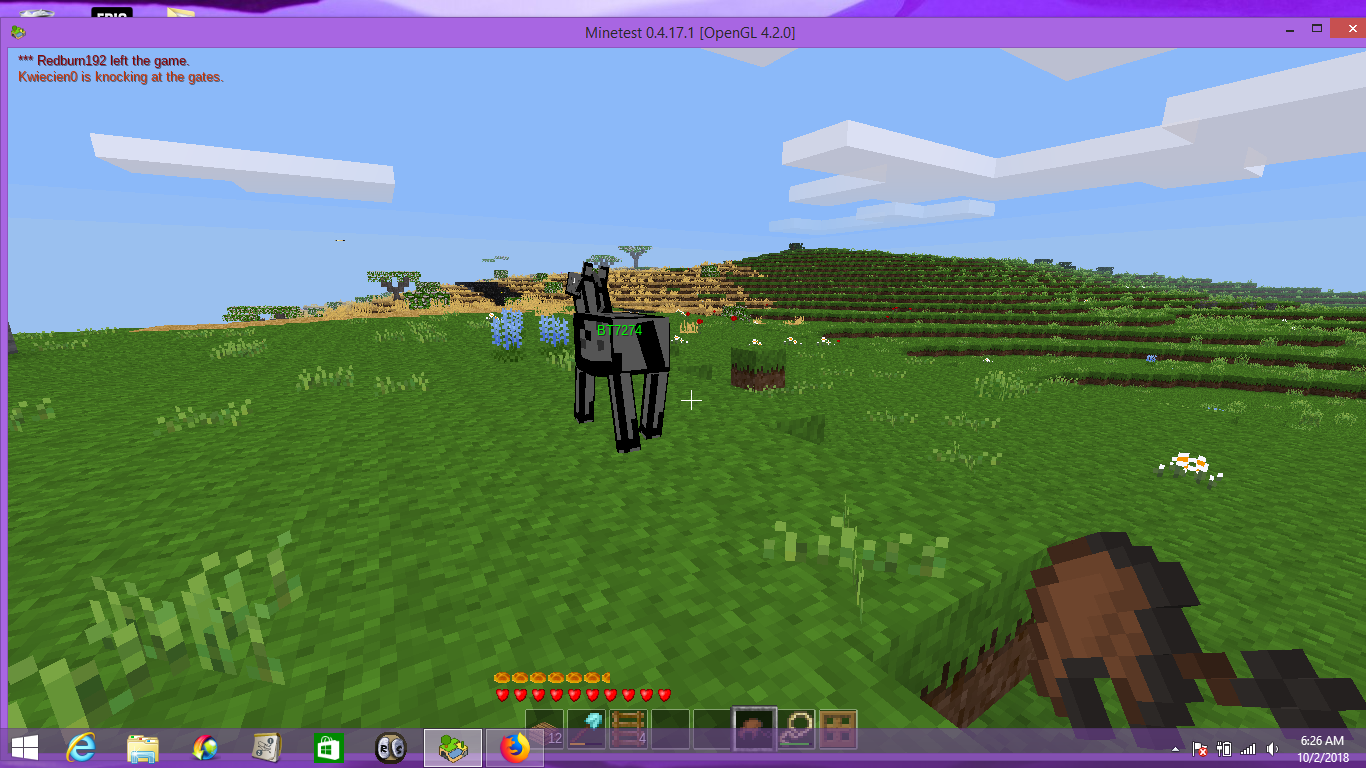 EPIC
Minetest 0.4.17.1 [OpenGL 4.2.0]
*** Redburn192 left the game.
Kwiecien0 is knocking at the gates.
BT7274
12
4
6:26 AM
10/2/2018